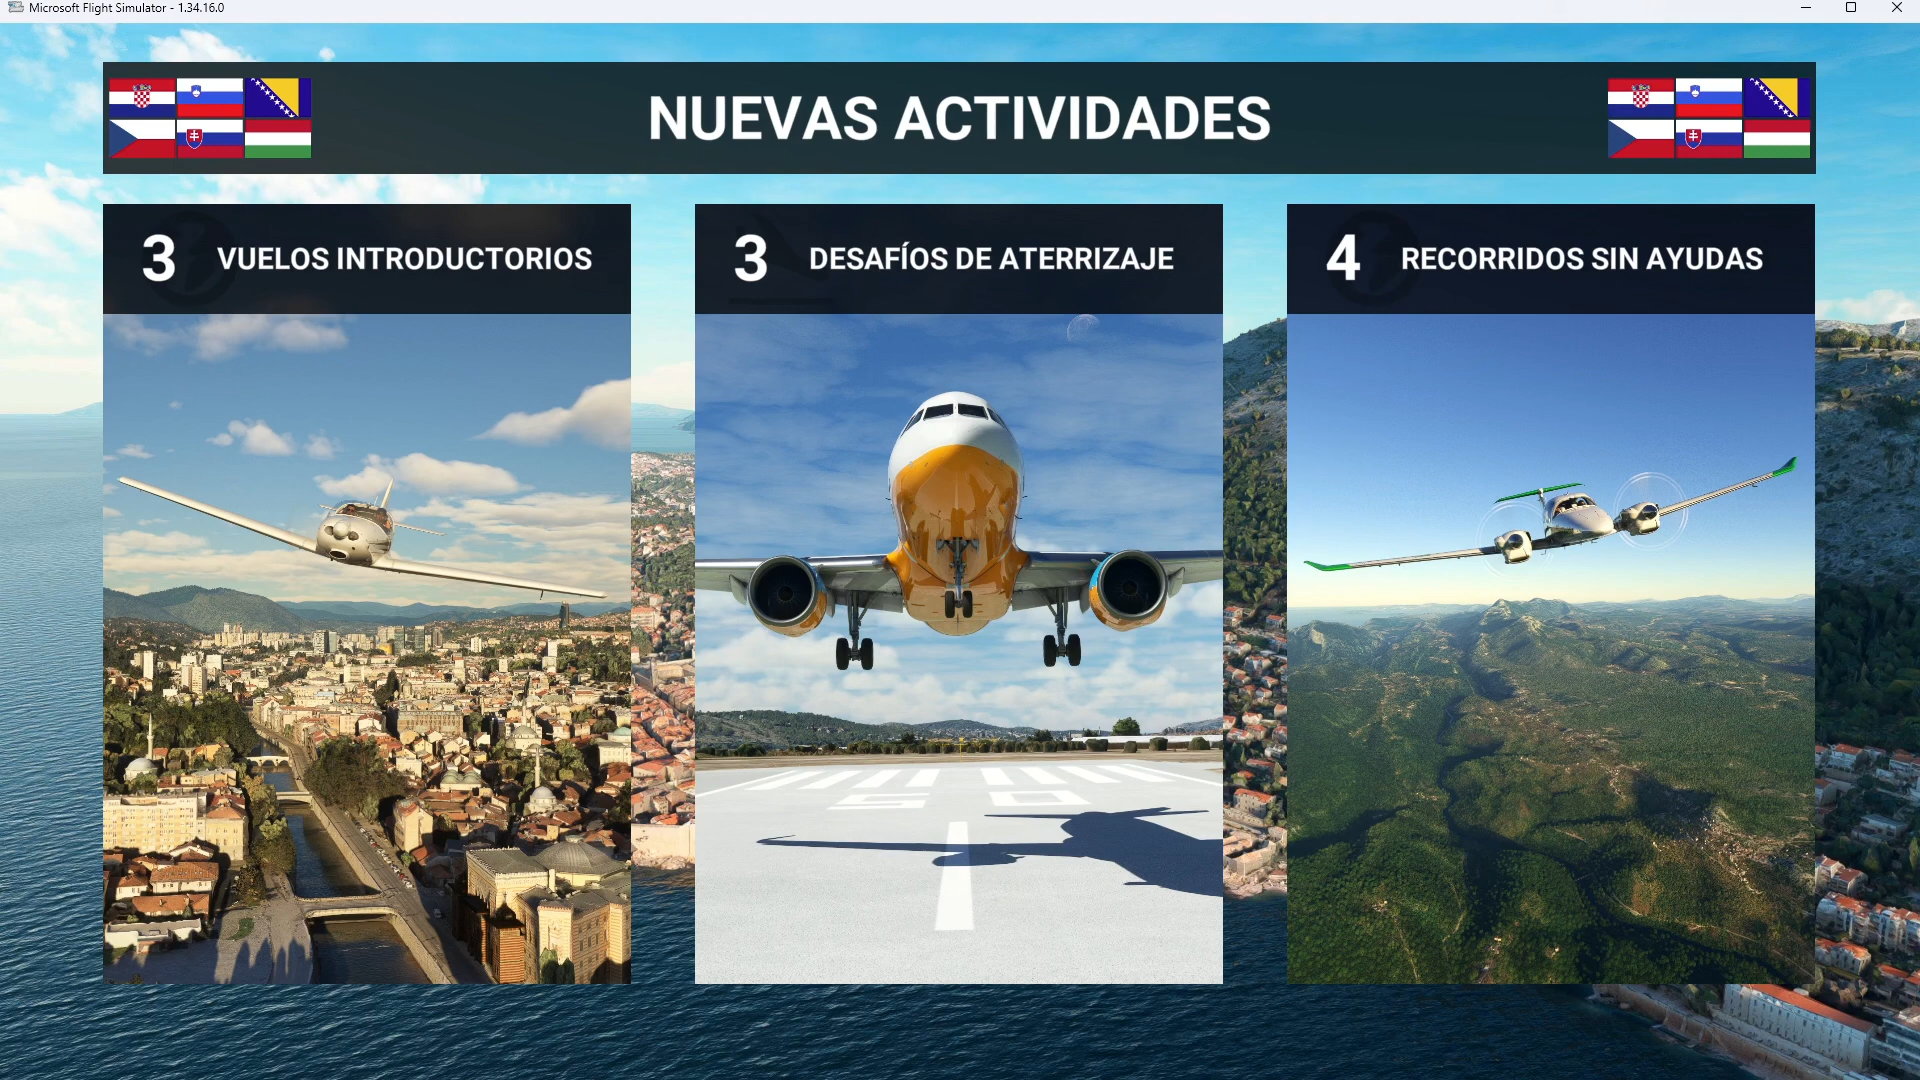 Microsoft Flight Simulator - 1.34.16.0
NUEVAS ACTIVIDADES
3 VUELOS INTRODUCTORIOS
3 DESAFÍOS DE ATERRIZAJE
4 RECORRIDOS SIN AYUDAS